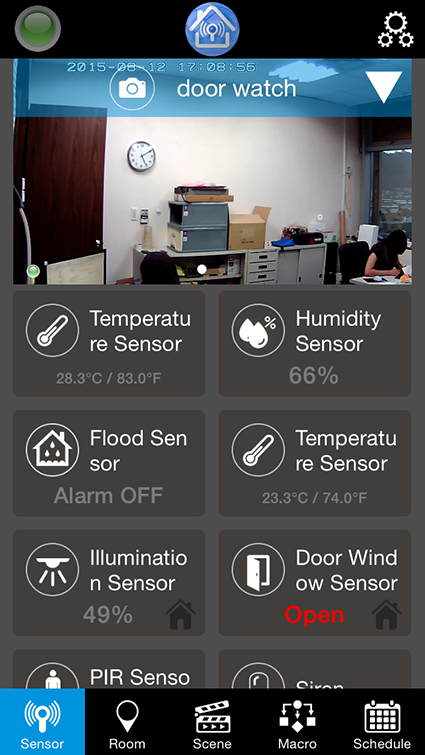 2015-08-12 17:08:56
door watch
Temperatu
re Sensor
28.3°C / 83.0°F
Humidity
Sensor
66%
Flood Sen
sor
Alarm OFF
Temperatu
re Sensor
23.3°C / 74.0°F
Illuminatio
n Sensor
49%
Door Wind
ow Sensor
Open
PIR Senso
Siren
Sensor
Room
Scene
Macro
Schedule